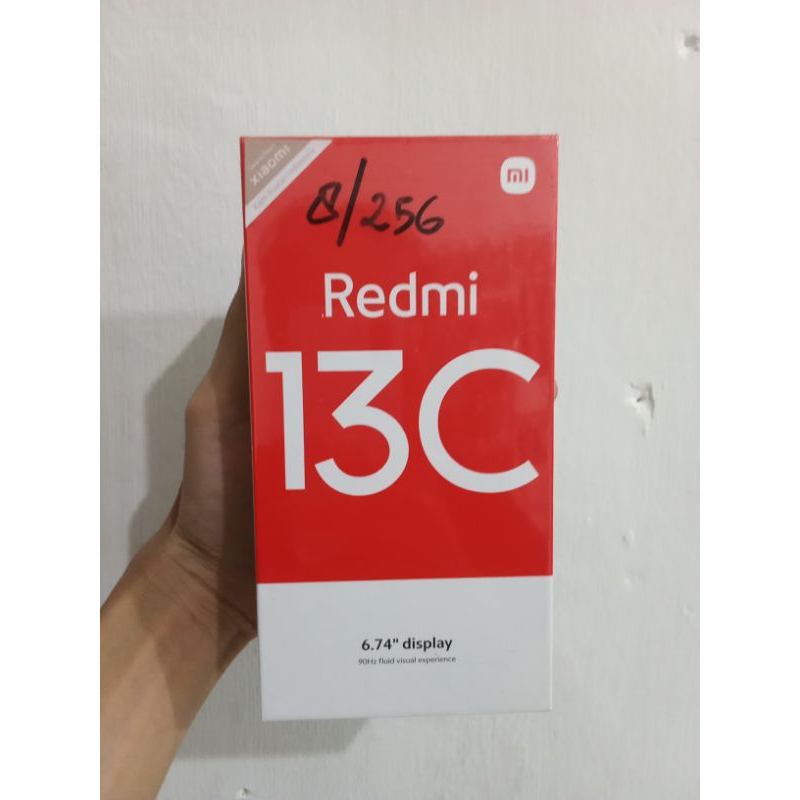 xiaomi
mi
8/256
Redmi
13C
6.74" display
90Hz fluid visual experience